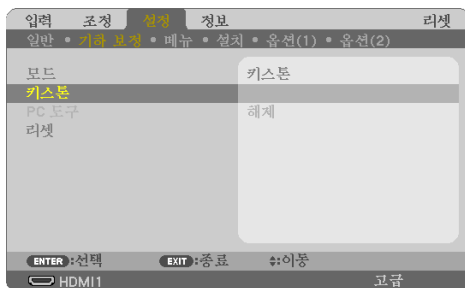 입력 조정 설정 정보 리셋
일반 • 기하 보정 • 메뉴 • 설치 • 옵션(1) • 옵션(2)
모드 키스톤
키스톤
PC 도구 해제
리셋
ENTER :선택 EXIT :종료 :이동
HDMI1 고급